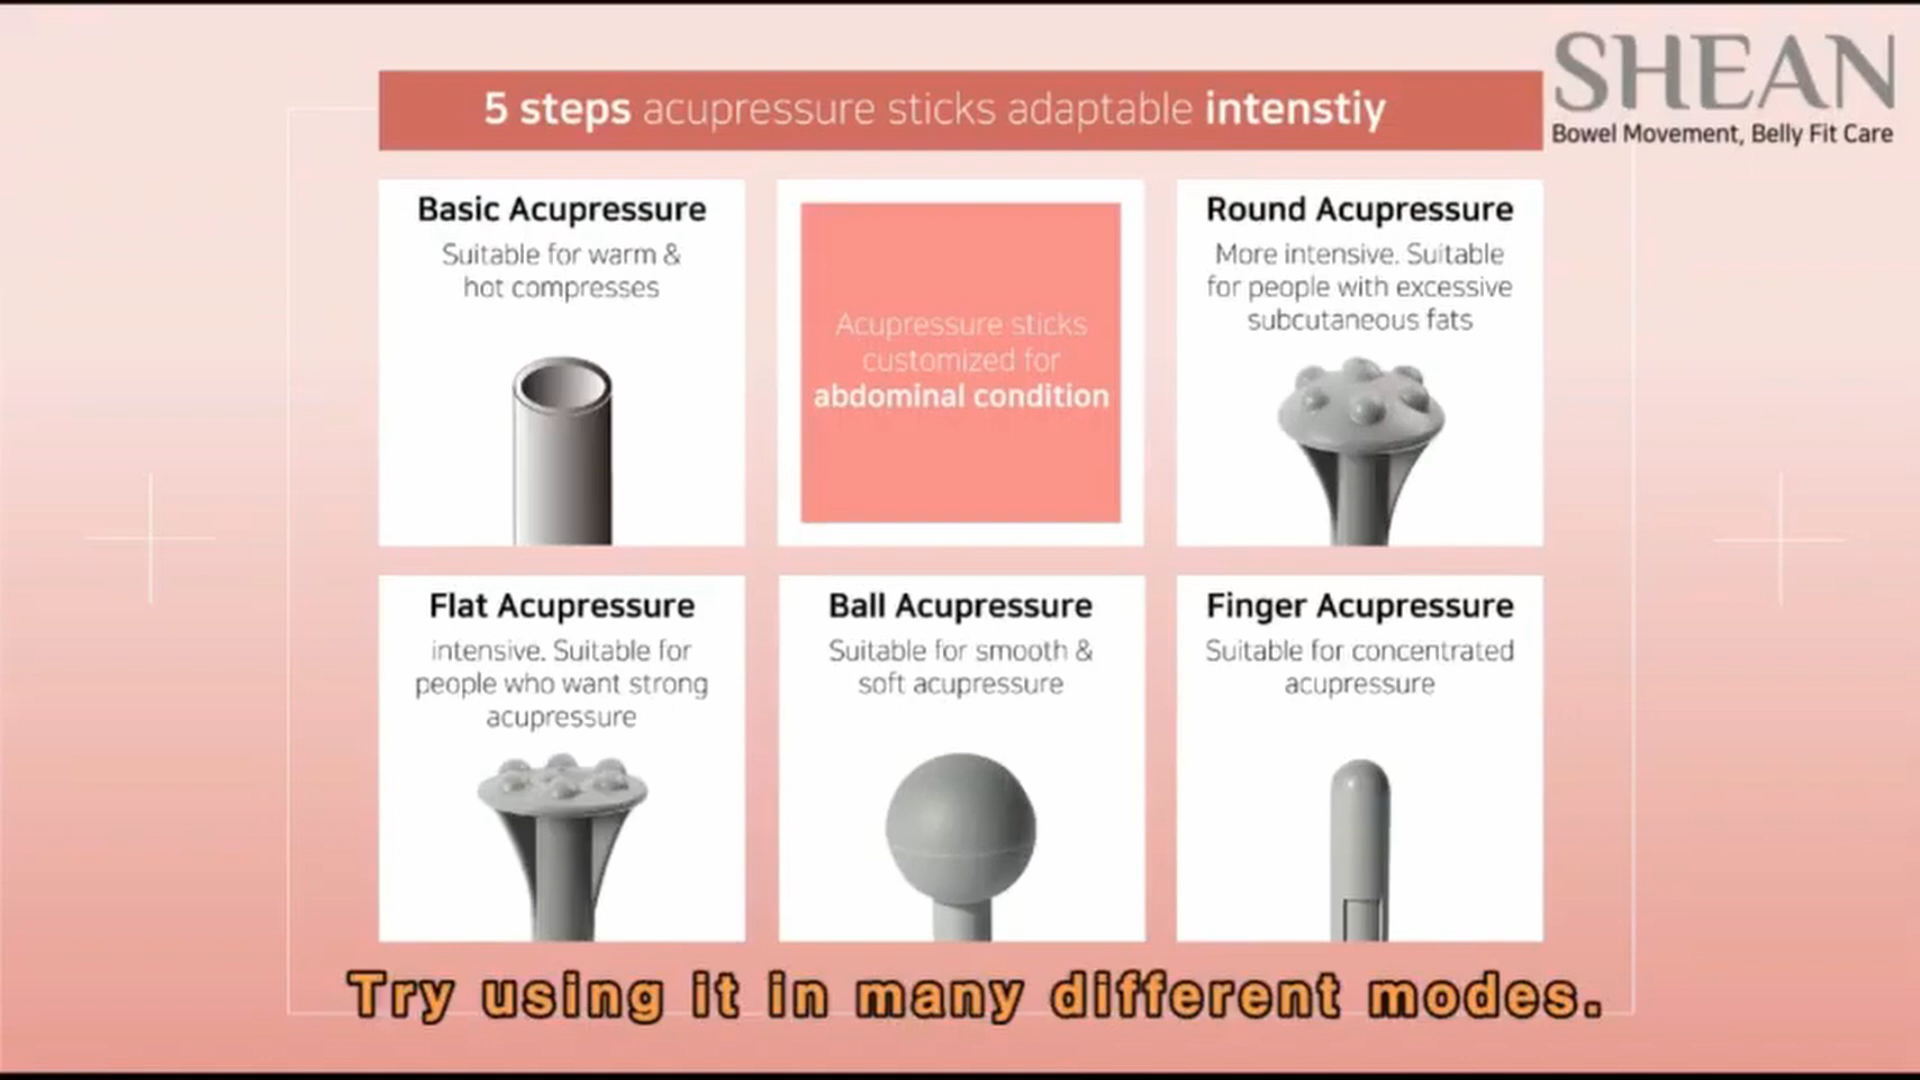 SHEAN
Bowel Movement, Belly Fit Care
5 steps acupressure sticks adaptable intenstiy
Basic Acupressure
Suitable for warm &
hot compresses
Acupressure sticks
customized for
abdominal condition
Round Acupressure
More intensive. Suitable
for people with excessive
subcutaneous fats
Flat Acupressure
intensive. Suitable for
people who want strong
acupressure
Ball Acupressure
Suitable for smooth &
soft acupressure
Finger Acupressure
Suitable for concentrated
acupressure
Try using it in many different modes.